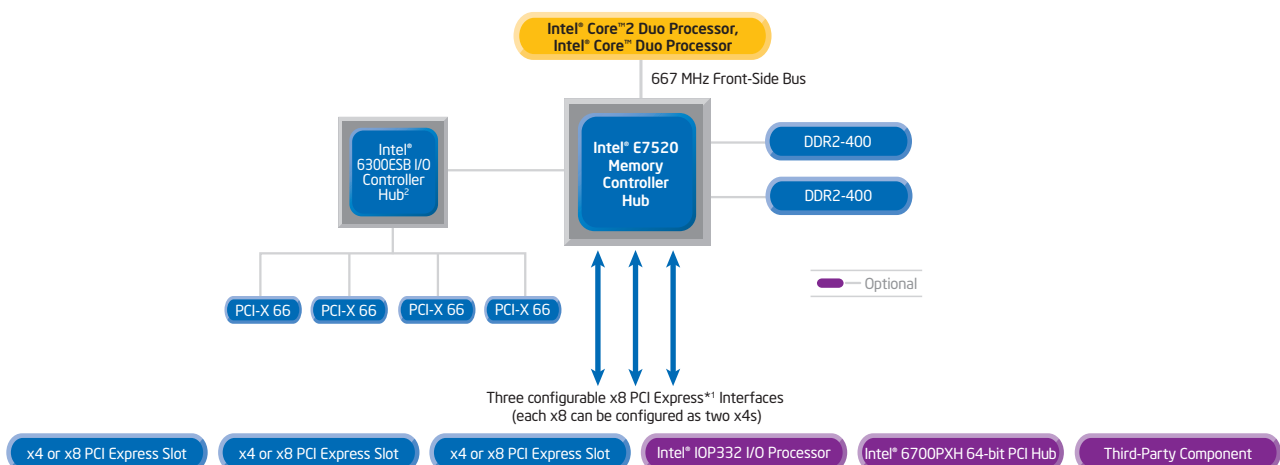 Intel® Core™2 Duo Processor,
Intel® Core™ Duo Processor
667 MHz Front-Side Bus
Intel®
6300ESB I/O
Controller
Hub²
Intel® E7520
Memory
Controller
Hub
DDR2-400
DDR2-400
Optional
PCI-X 66
PCI-X 66
PCI-X 66
PCI-X 66
Three configurable x8 PCI Express*¹ Interfaces
(each x8 can be configured as two x4s)
x4 or x8 PCI Express Slot
x4 or x8 PCI Express Slot
x4 or x8 PCI Express Slot
Intel® IOP332 I/O Processor
Intel® 6700PXH 64-bit PCI Hub
Third-Party Component